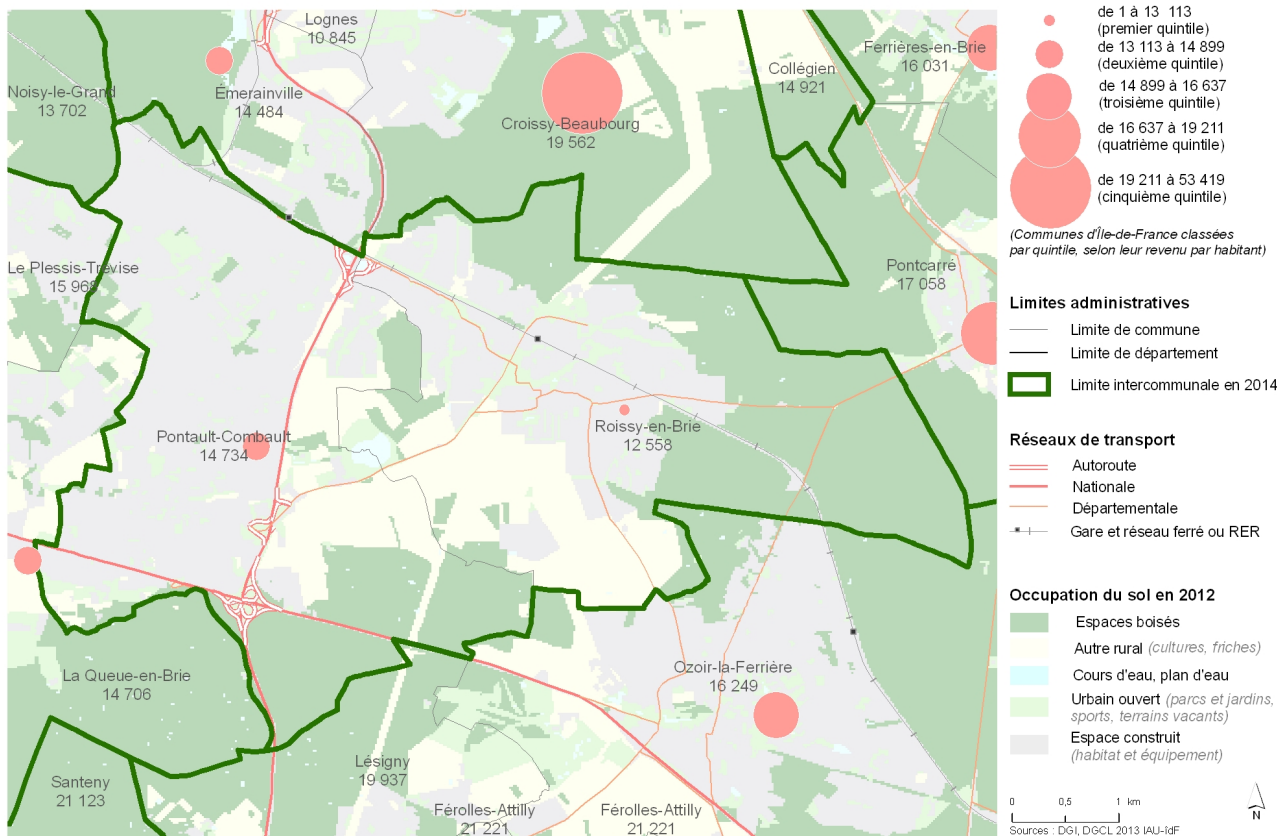 Lognes
10 845
Ferrières-en-Brie
16 031
Collégien
14 921
Noisy-le-Grand
13 702
Émerainville
14 484
Croissy-Beaubourg
19 562
Le Plessis-Trévise
15 968
Pontcarré
17 058
Pontault-Combault
14 734
Roissy-en-Brie
12 558
La Queue-en-Brie
14 706
Ozoir-la-Ferrière
16 249
Santeny
21 123
Lésigny
19 937
Férolles-Attilly
21 221
Férolles-Attilly
21 221
de 1 à 13 113
(premier quintile)
de 13 113 à 14 899
(deuxième quintile)
de 14 899 à 16 637
(troisième quintile)
de 16 637 à 19 211
(quatrième quintile)
de 19 211 à 53 419
(cinquième quintile)
(Communes d'Île-de-France classées
par quintile, selon leur revenu par habitant)
Limites administratives
Limite de commune
Limite de département
Limite intercommunale en 2014
Réseaux de transport
Autoroute
Nationale
Départementale
Gare et réseau ferré ou RER
Occupation du sol en 2012
Espaces boisés
Autre rural (cultures, friches)
Cours d'eau, plan d'eau
Urbain ouvert (parcs et jardins,
sports, terrains vacants)
Espace construit
(habitat et équipement)
0 0,5 1 km
N
Sources : DGI, DGCL 2013 IAU-îdF